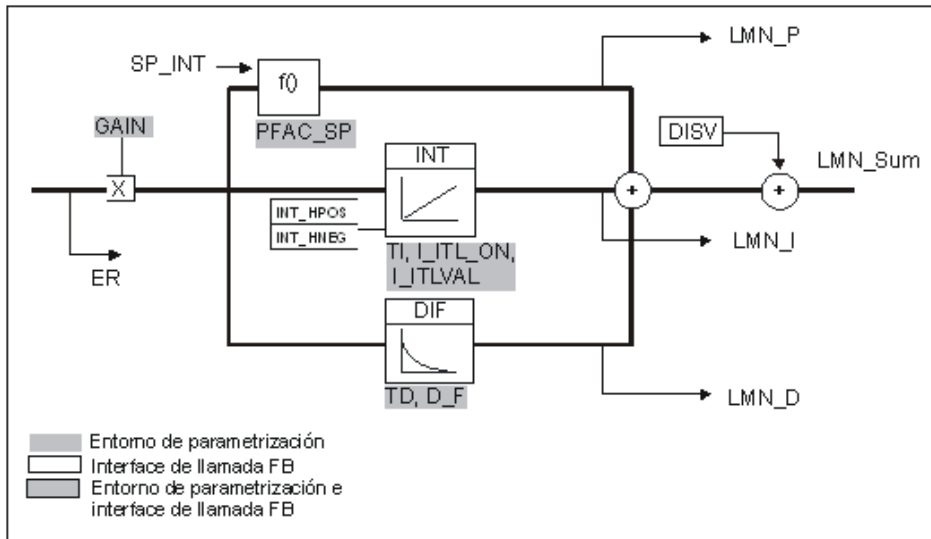 LMN_P
SP_INT
f()
GAIN
PFAC_SP
DISV
INT
LMN_Sum
X
+
+
INT_HPOS
INT_HNEG
LMN_I
ER
TI, I_ITL_ON,
I_ITLVAL
DIF
TD, D_F
LMN_D
Entorno de parametrización
Interface de llamada FB
Entorno de parametrización e
interface de llamada FB